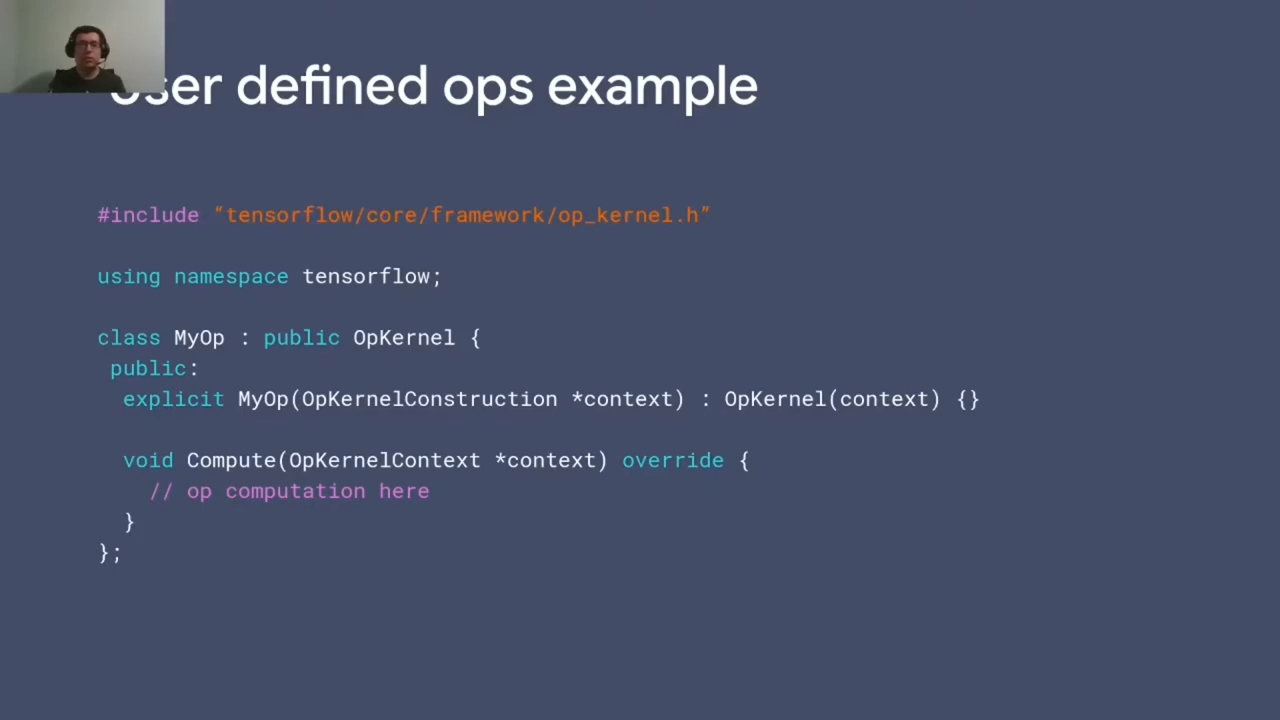 User defined ops example
#include “tensorflow/core/framework/op_kernel.h”
using namespace tensorflow;
class MyOp : public OpKernel {
public:
explicit MyOp(OpKernelConstruction *context) : OpKernel(context) {}
void Compute(OpKernelContext *context) override {
// op computation here
}
};